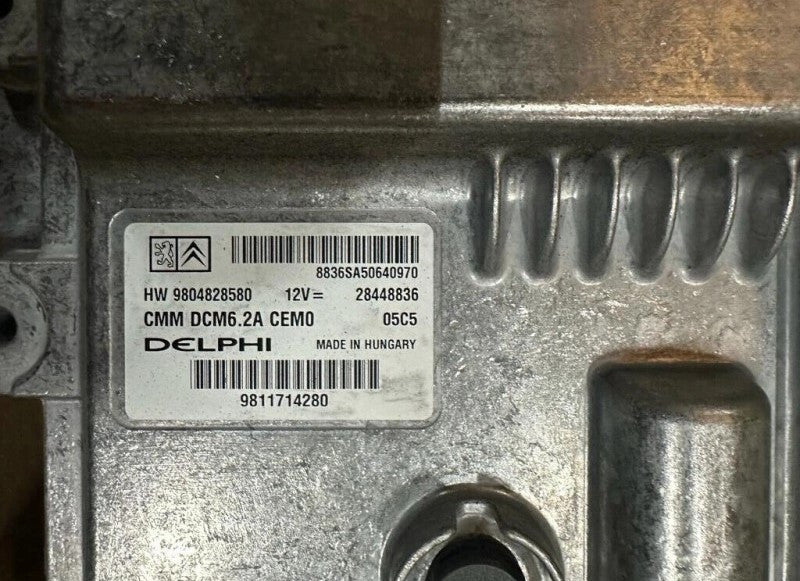 8836SA50640970
HW 9804828580 12V= 28448836
CMM DCM6.2A CEM0 05C5
DELPHI MADE IN HUNGARY
9811714280